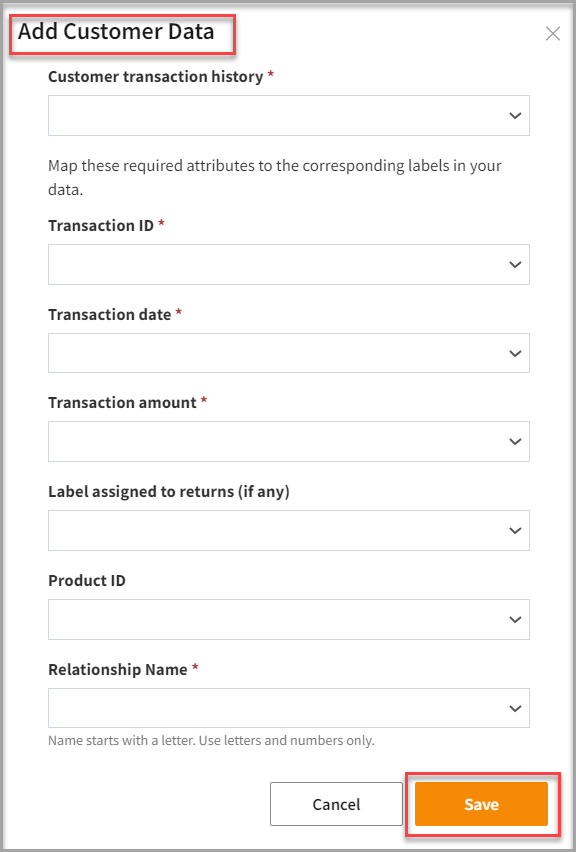 Add Customer Data
Customer transaction history *
Map these required attributes to the corresponding labels in your
data.
Transaction ID *
Transaction date *
Transaction amount *
Label assigned to returns (if any)
Product ID
Relationship Name *
Name starts with a letter. Use letters and numbers only.
Cancel
Save